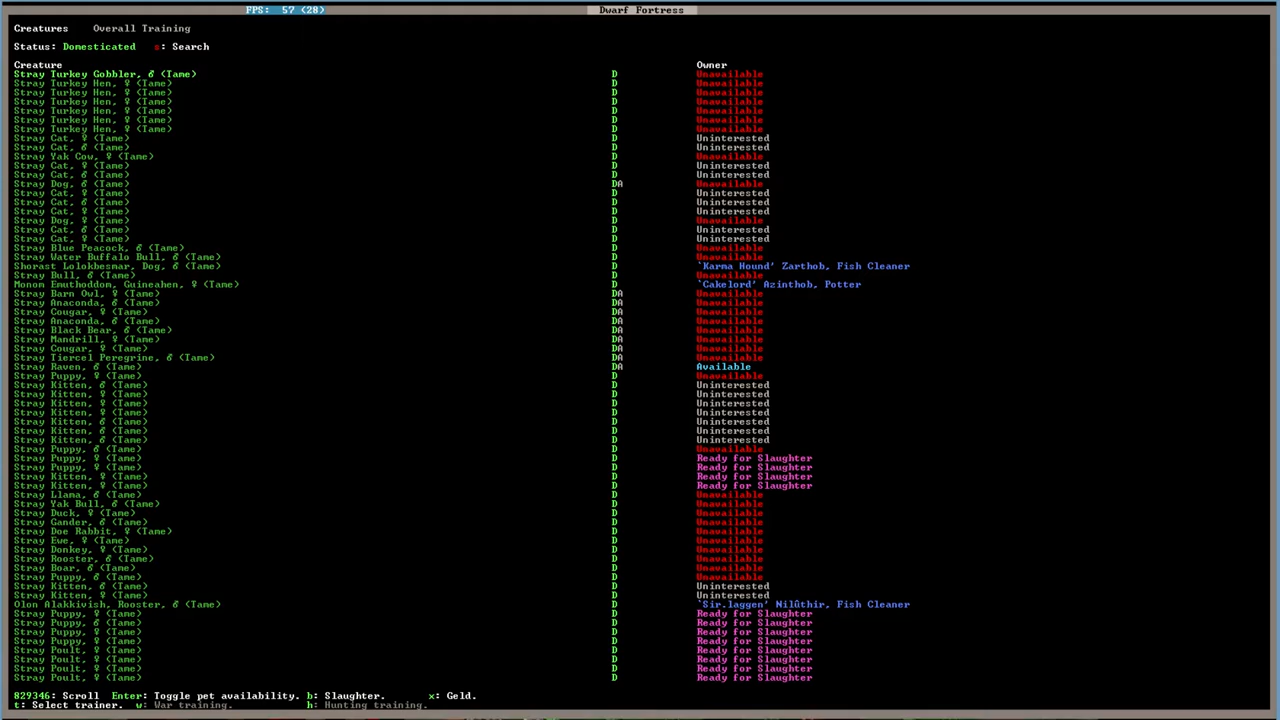 FPS: 57 (28) Dwarf Fortress
Creatures Overall Training
Status: Domesticated s: Search
Creature Owner
Stray Turkey Gobbler, ♂ (Tame) D Unavailable
Stray Turkey Hen, ♀ (Tame) D Unavailable
Stray Turkey Hen, ♀ (Tame) D Unavailable
Stray Turkey Hen, ♀ (Tame) D Unavailable
Stray Turkey Hen, ♀ (Tame) D Unavailable
Stray Turkey Hen, ♀ (Tame) D Unavailable
Stray Turkey Hen, ♀ (Tame) D Unavailable
Stray Cat, ♀ (Tame) D Uninterested
Stray Cat, ♂ (Tame) D Uninterested
Stray Yak Cow, ♀ (Tame) D Unavailable
Stray Cat, ♀ (Tame) D Uninterested
Stray Cat, ♂ (Tame) D Uninterested
Stray Dog, ♂ (Tame) DA Unavailable
Stray Cat, ♀ (Tame) D Uninterested
Stray Cat, ♂ (Tame) D Uninterested
Stray Cat, ♀ (Tame) D Uninterested
Stray Dog, ♀ (Tame) D Unavailable
Stray Cat, ♂ (Tame) D Uninterested
Stray Cat, ♀ (Tame) D Uninterested
Stray Blue Peacock, ♂ (Tame) D Unavailable
Stray Water Buffalo Bull, ♂ (Tame) D Unavailable
Shorast Lolokbesmar, Dog, ♂ (Tame) D `Karma Hound' Zarthob, Fish Cleaner
Stray Bull, ♂ (Tame) D Unavailable
Monom Emuthoddom, Guineahen, ♀ (Tame) D `Cakelord' Azinthob, Potter
Stray Barn Owl, ♀ (Tame) DA Unavailable
Stray Anaconda, ♂ (Tame) DA Unavailable
Stray Cougar, ♀ (Tame) DA Unavailable
Stray Anaconda, ♂ (Tame) DA Unavailable
Stray Black Bear, ♂ (Tame) DA Unavailable
Stray Mandrill, ♂ (Tame) DA Unavailable
Stray Cougar, ♂ (Tame) DA Unavailable
Stray Tiercel Peregrine, ♂ (Tame) DA Unavailable
Stray Raven, ♂ (Tame) DA Available
Stray Puppy, ♀ (Tame) D Unavailable
Stray Kitten, ♂ (Tame) D Uninterested
Stray Kitten, ♀ (Tame) D Uninterested
Stray Kitten, ♀ (Tame) D Uninterested
Stray Kitten, ♂ (Tame) D Uninterested
Stray Kitten, ♂ (Tame) D Uninterested
Stray Kitten, ♀ (Tame) D Uninterested
Stray Kitten, ♂ (Tame) D Uninterested
Stray Puppy, ♂ (Tame) D Unavailable
Stray Puppy, ♀ (Tame) D Ready for Slaughter
Stray Puppy, ♀ (Tame) D Ready for Slaughter
Stray Kitten, ♂ (Tame) D Ready for Slaughter
Stray Kitten, ♀ (Tame) D Ready for Slaughter
Stray Llama, ♂ (Tame) D Unavailable
Stray Yak Bull, ♂ (Tame) D Unavailable
Stray Duck, ♀ (Tame) D Unavailable
Stray Gander, ♂ (Tame) D Unavailable
Stray Doe Rabbit, ♀ (Tame) D Unavailable
Stray Ewe, ♀ (Tame) D Unavailable
Stray Donkey, ♂ (Tame) D Unavailable
Stray Rooster, ♂ (Tame) D Unavailable
Stray Boar, ♂ (Tame) D Unavailable
Stray Puppy, ♂ (Tame) D Unavailable
Stray Kitten, ♂ (Tame) D Uninterested
Stray Kitten, ♀ (Tame) D Uninterested
Olon Alakkivish, Rooster, ♂ (Tame) D `Sir.laggen' Nilûthir, Fish Cleaner
Stray Puppy, ♀ (Tame) D Ready for Slaughter
Stray Puppy, ♂ (Tame) D Ready for Slaughter
Stray Puppy, ♂ (Tame) D Ready for Slaughter
Stray Puppy, ♀ (Tame) D Ready for Slaughter
Stray Poult, ♀ (Tame) D Ready for Slaughter
Stray Poult, ♂ (Tame) D Ready for Slaughter
Stray Poult, ♀ (Tame) D Ready for Slaughter
Stray Poult, ♀ (Tame) D Ready for Slaughter
829346: Scroll Enter: Toggle pet availability. b: Slaughter. x: Geld.
t: Select trainer. w: War training. h: Hunting training.